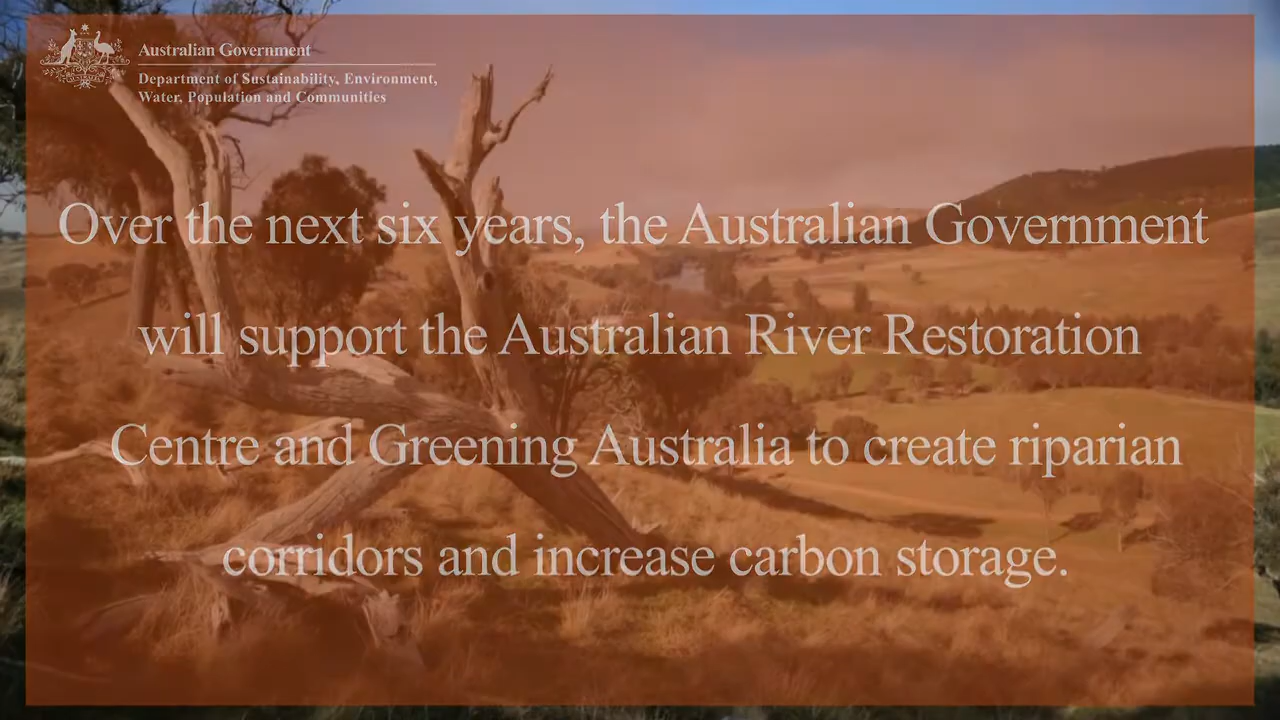 Australian Government
Department of Sustainability, Environment,
Water, Population and Communities
Over the next six years, the Australian Government
will support the Australian River Restoration
Centre and Greening Australia to create riparian
corridors and increase carbon storage.